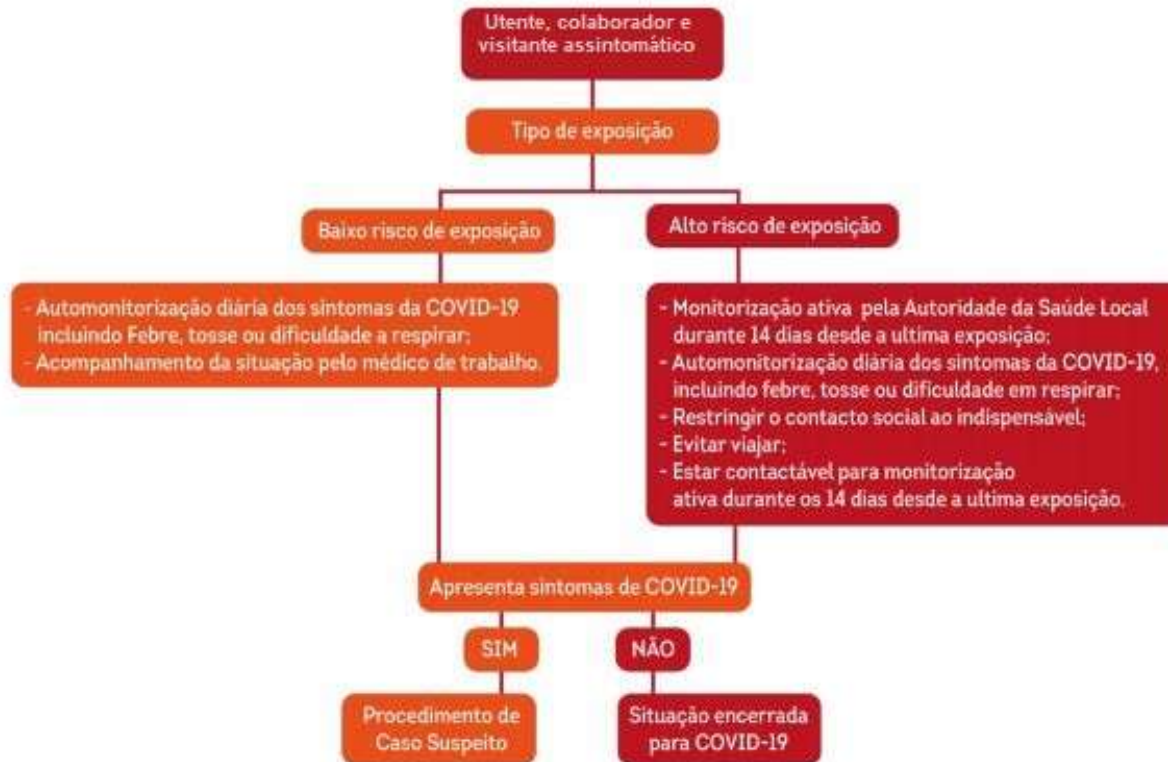 Utente, colaborador e
visitante assintomático
Tipo de exposição
Baixo risco de exposição
Alto risco de exposição
- Automonitorização diária dos sintomas da COVID-19
incluindo Febre, tosse ou dificuldade a respirar;
- Acompanhamento da situação pelo médico de trabalho.
- Monitorização ativa pela Autoridade da Saúde Local
durante 14 dias desde a ultima exposição;
- Automonitorização diária dos sintomas da COVID-19,
incluindo febre, tosse ou dificuldade em respirar;
- Restringir o contacto social ao indispensável;
- Evitar viajar;
- Estar contactável para monitorização
ativa durante os 14 dias desde a ultima exposição.
Apresenta sintomas de COVID-19
SIM
NÃO
Procedimento de
Caso Suspeito
Situação encerrada
para COVID-19